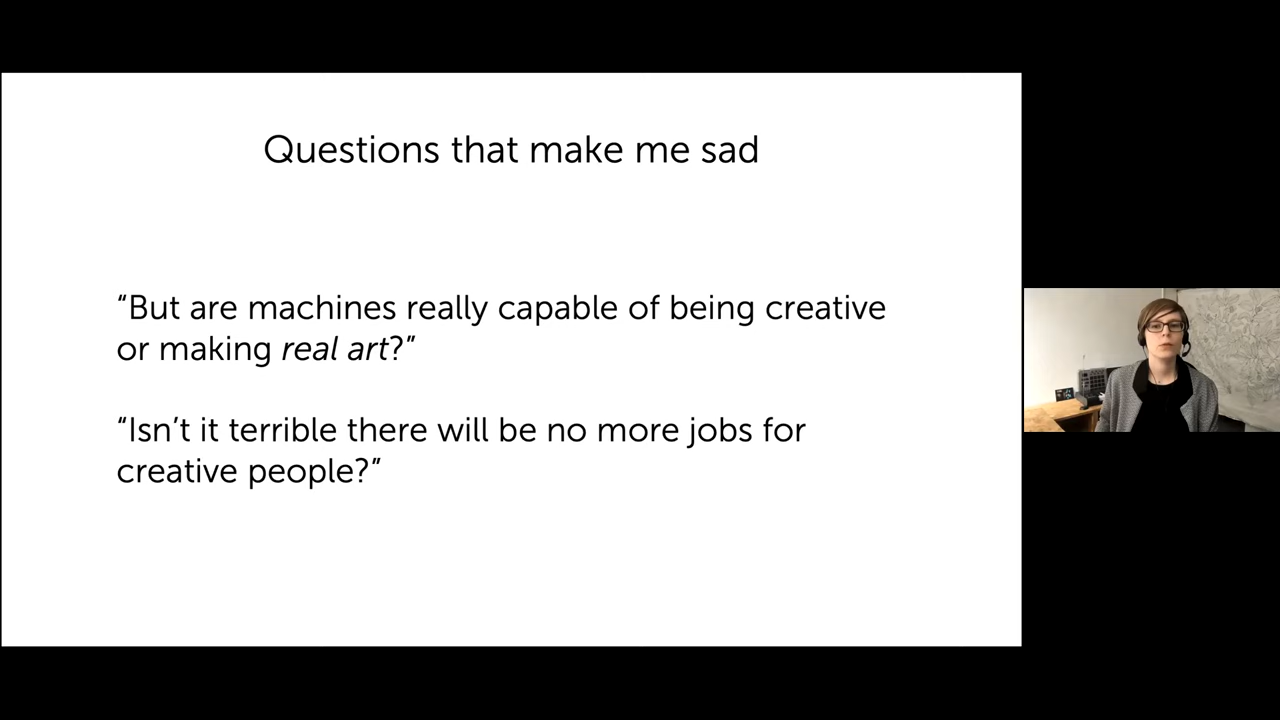 Questions that make me sad
“But are machines really capable of being creative
or making real art?”
“Isn’t it terrible there will be no more jobs for
creative people?”